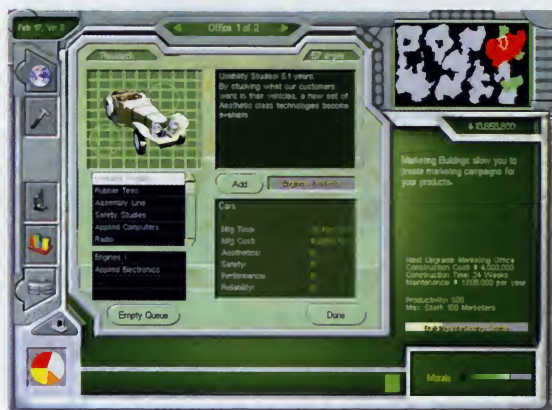 Feb 17, Yr 3
Office 1 of 2
Research
Usability Studies: 6.1 years.
By studying what our customers
want in their vehicles, a new set of
Aesthetic class technologies become
available.
$ 10,658,800
Marketing Buildings allow you to
create marketing campaigns for
your products.
Rubber Tires
Assembly Line
Safety Studies
Applied Computers
Radio
Add
Cars
Mfg Time:
Mfg Cost:
Aesthetics:
Safety:
Performance:
Reliability:
Engines I
Applied Electronics
Empty Queue
Done
Next Upgrade: Marketing Office
Construction Cost: $ 4,000,000
Construction Time: 24 Weeks
Maintenance: $ 1,008,000 per year
Productivity:
Max. Staff: 100 Marketers
Morale